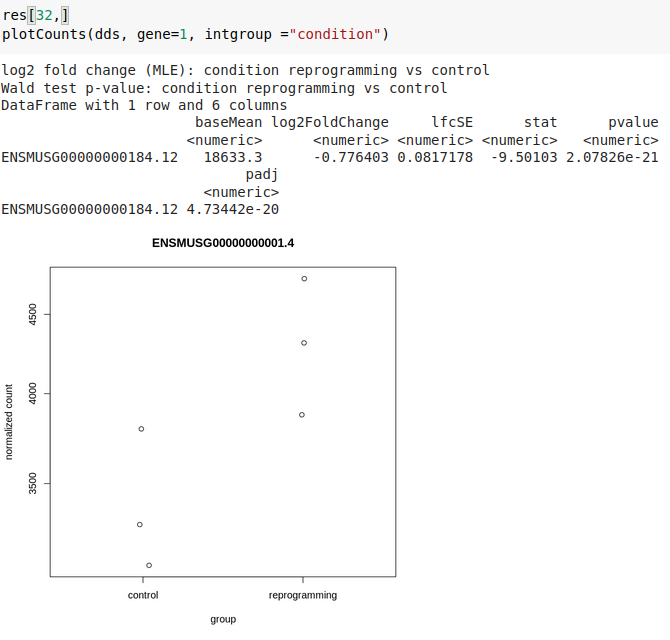 res[32,]
plotCounts(dds, gene=1, intgroup ="condition")
log2 fold change (MLE): condition reprogramming vs control
Wald test p-value: condition reprogramming vs control
DataFrame with 1 row and 6 columns
baseMean log2FoldChange lfcSE stat pvalue
<numeric> <numeric> <numeric> <numeric> <numeric>
ENSMUSG00000000184.12 18633.3 -0.776403 0.0817178 -9.50103 2.07826e-21
padj
<numeric>
ENSMUSG00000000184.12 4.73442e-20
ENSMUSG00000000001.4
4500
4000
3500
normalized count
control reprogramming
group